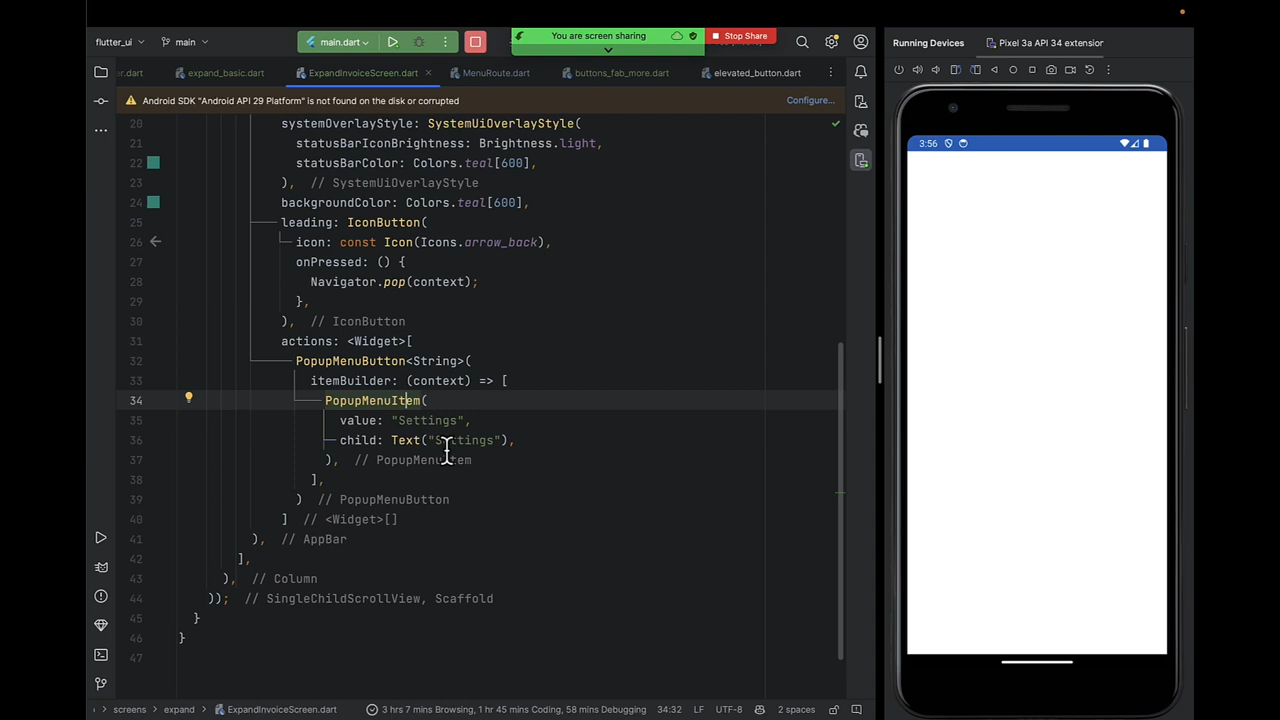 flutter_ui
main
main.dart
You are screen sharing
Stop Share
Running Devices
Pixel 3a API 34 extension
er.dart
expand_basic.dart
ExpandInvoiceScreen.dart
MenuRoute.dart
buttons_fab_more.dart
elevated_button.dart
Android SDK "Android API 29 Platform" is not found on the disk or corrupted
Configure...
20 systemOverlayStyle: SystemUiOverlayStyle(
21 statusBarIconBrightness: Brightness.light,
22 statusBarColor: Colors.teal[600],
23 ), // SystemUiOverlayStyle
24 backgroundColor: Colors.teal[600],
25 leading: IconButton(
26 icon: const Icon(Icons.arrow_back),
27 onPressed: () {
28 Navigator.pop(context);
29 },
30 ), // IconButton
31 actions: <Widget>[
32 PopupMenuButton<String>(
33 itemBuilder: (context) => [
34 PopupMenuItem(
35 value: "Settings",
36 child: Text("Settings"),
37 ), // PopupMenuItem
38 ],
39 ) // PopupMenuButton
40 ] // <Widget>[]
41 ), // AppBar
42 ],
43 ), // Column
44 )); // SingleChildScrollView, Scaffold
45 }
46 }
47
3:56
screens
expand
ExpandInvoiceScreen.dart
3 hrs 7 mins Browsing, 1 hr 45 mins Coding, 58 mins Debugging
34:32
LF
UTF-8
2 spaces